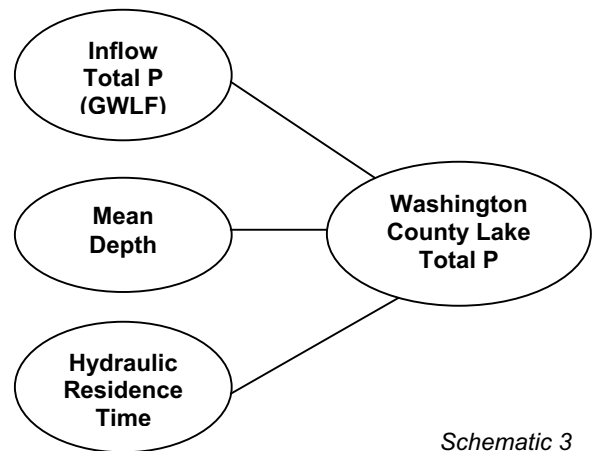 Inflow
Total P
(GWLF)
Mean
Depth
Hydraulic
Residence
Time
Washington
County Lake
Total P
Schematic 3